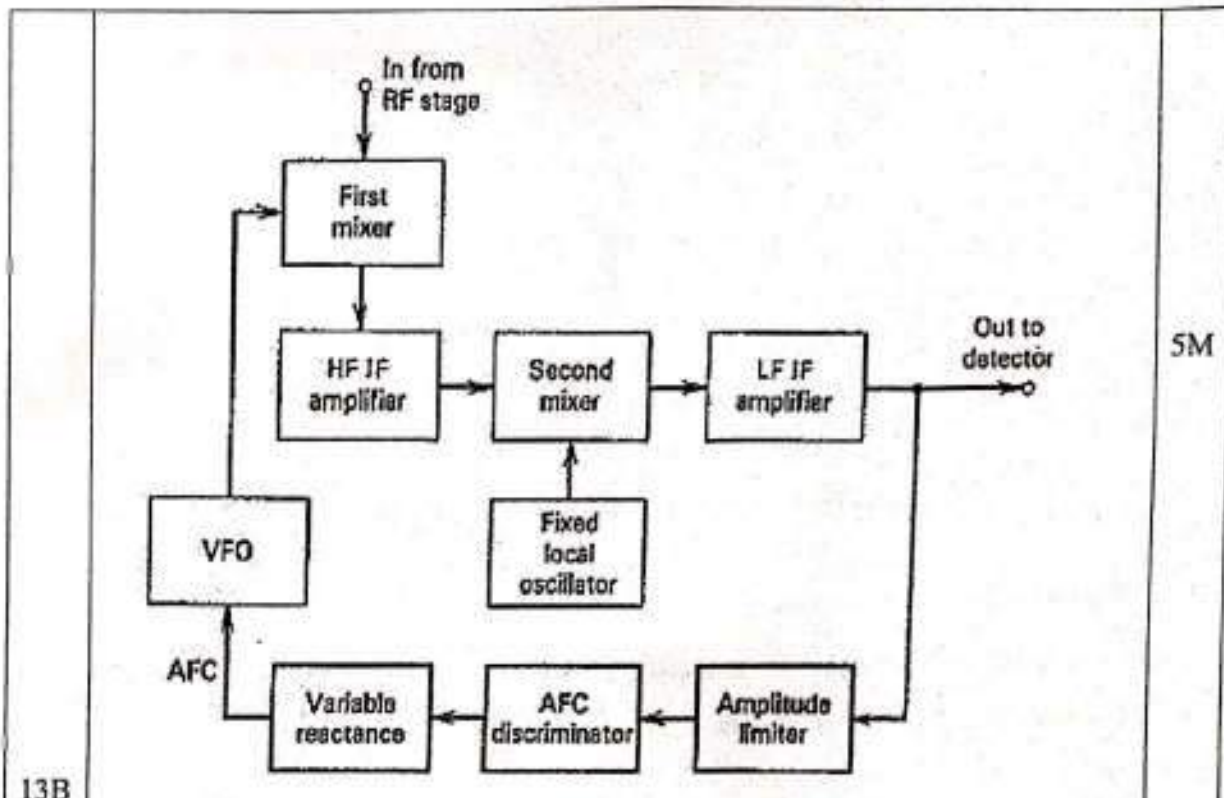 In from
RF stage
First
mixer
HF IF
amplifier
Second
mixer
LF IF
amplifier
Out to
detector
5M
VFO
Fixed
local
oscillator
AFC
Variable
reactance
AFC
discriminator
Amplitude
limiter
13B